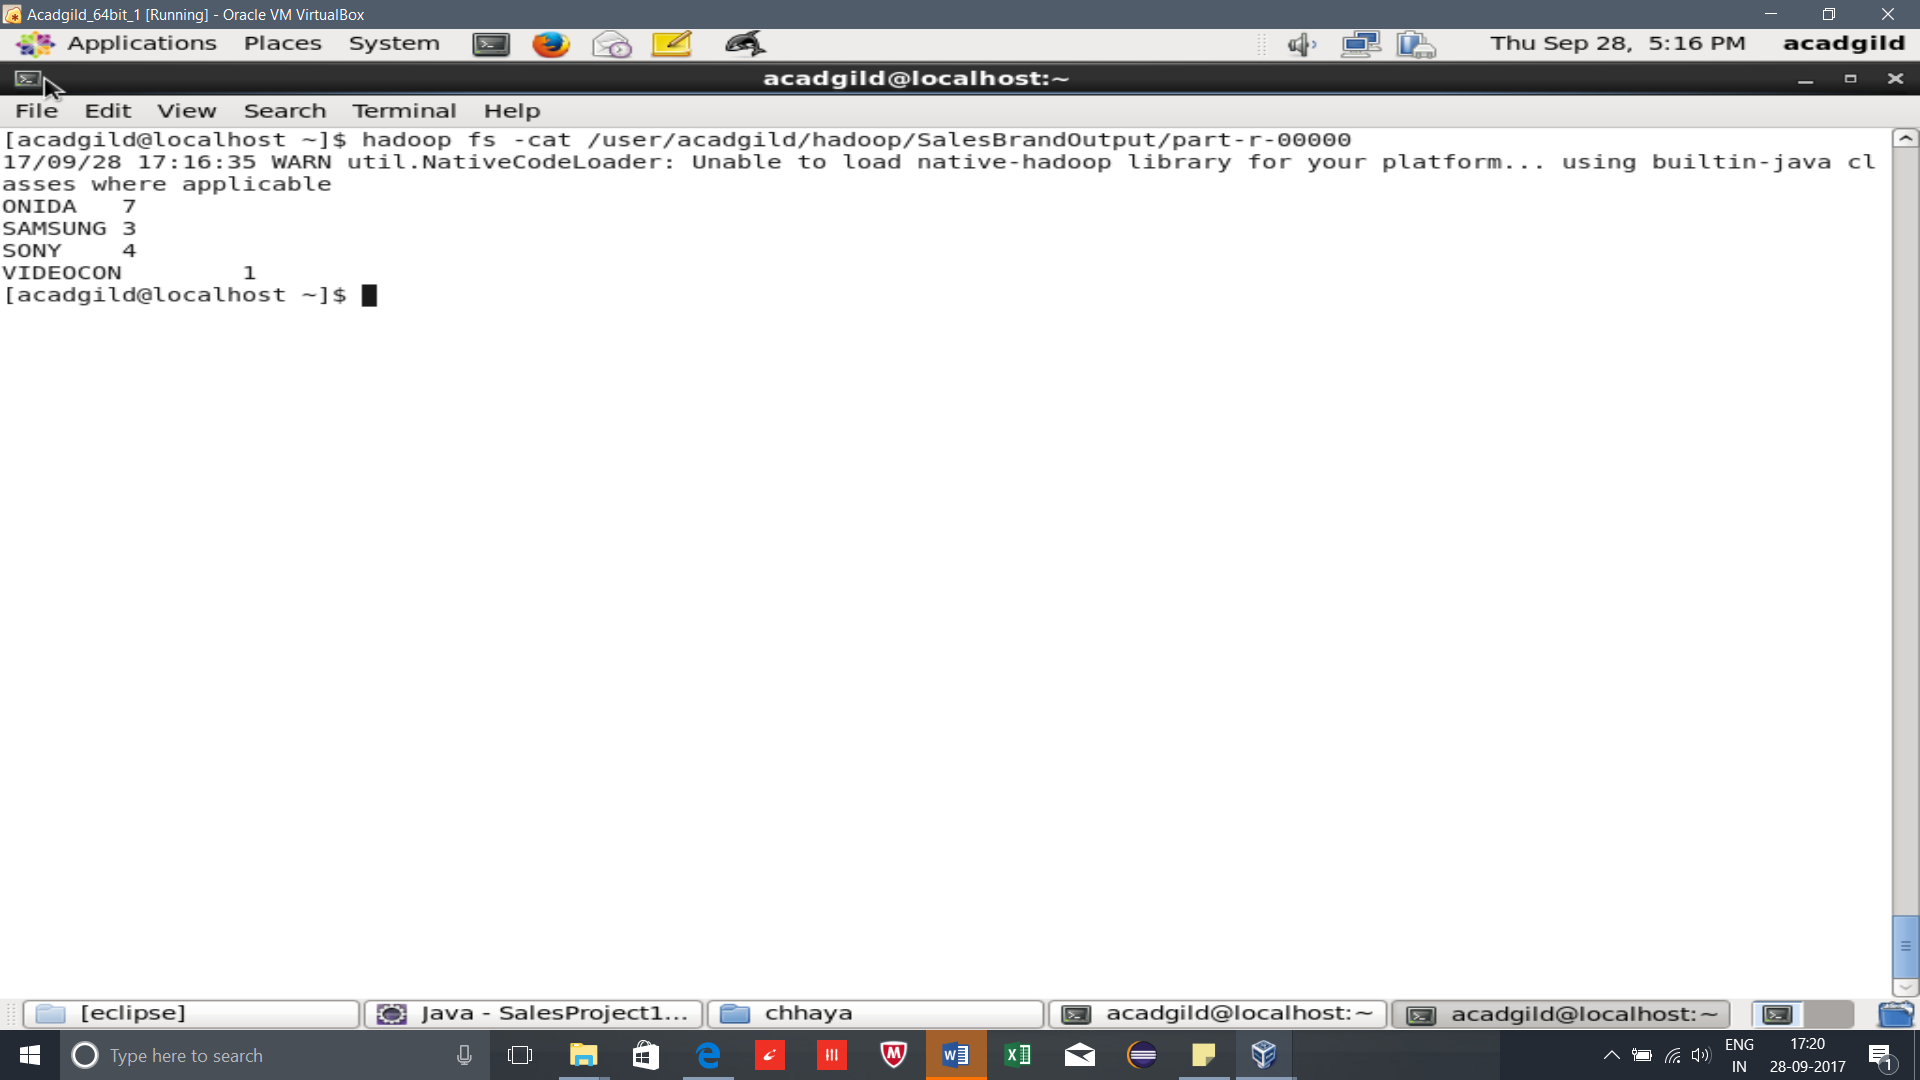 Acadgild_64bit_1 [Running] - Oracle VM VirtualBox
Applications Places System Thu Sep 28, 5:16 PM acadgild
acadgild@localhost:~
File Edit View Search Terminal Help
[acadgild@localhost ~]$ hadoop fs -cat /user/acadgild/hadoop/SalesBrandOutput/part-r-00000
17/09/28 17:16:35 WARN util.NativeCodeLoader: Unable to load native-hadoop library for your platform... using builtin-java cl
asses where applicable
ONIDA 7
SAMSUNG 3
SONY 4
VIDEOCON 1
[acadgild@localhost ~]$
[eclipse] Java - SalesProject1... chhaya acadgild@localhost:~ acadgild@localhost:~
Type here to search ENG 17:20
IN 28-09-2017 1